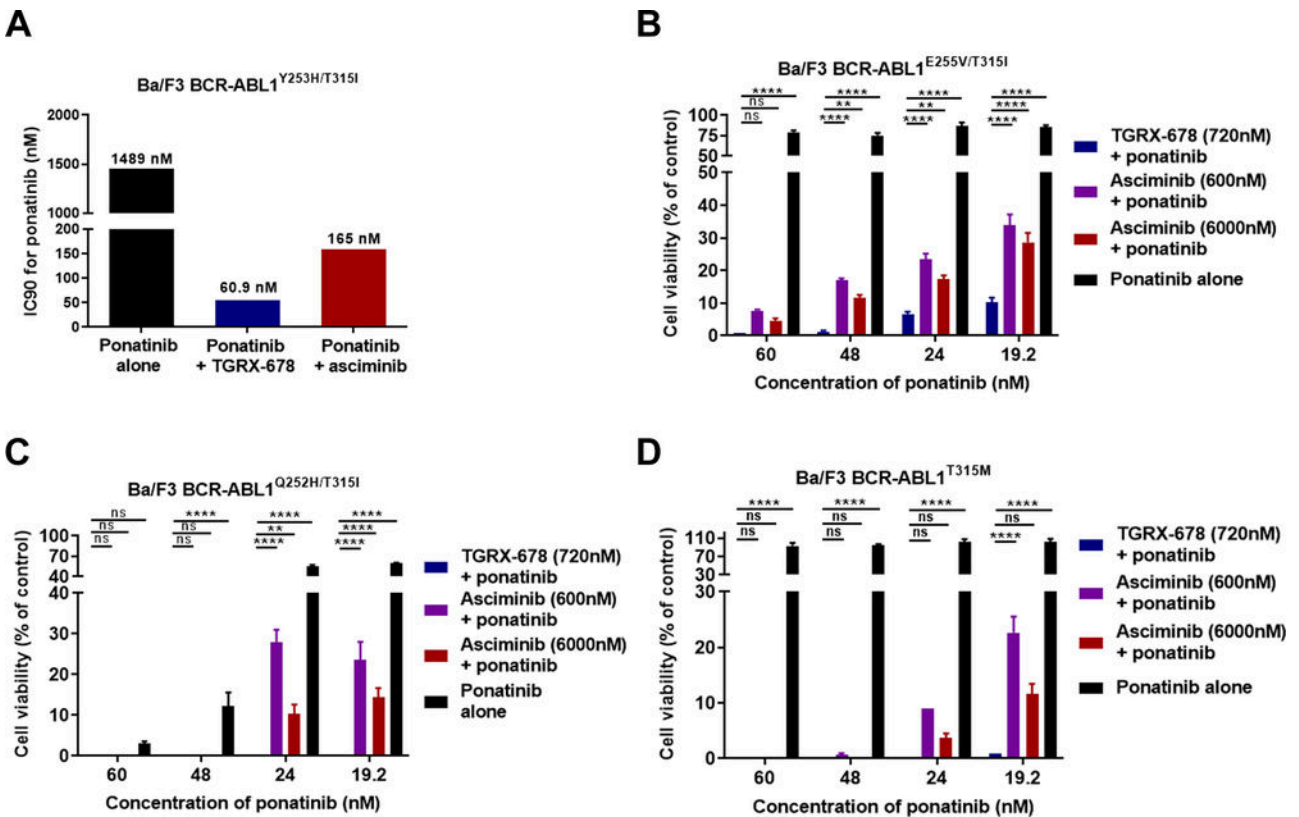 A
Ba/F3 BCR-ABL1Y253H/T315I
IC90 for ponatinib (nM)
2000
1500
1000
200
150
100
50
0
1489 nM
60.9 nM
165 nM
Ponatinib
alone
Ponatinib
+ TGRX-678
Ponatinib
+ asciminib
B
Ba/F3 BCR-ABL1E255V/T315I
Cell viability (% of control)
100
75
50
50
40
30
20
10
0
**** **** **** ****
ns ** ** ****
ns **** **** ****
60 48 24 19.2
Concentration of ponatinib (nM)
TGRX-678 (720nM)
+ ponatinib
Asciminib (600nM)
+ ponatinib
Asciminib (6000nM)
+ ponatinib
Ponatinib alone
C
Ba/F3 BCR-ABL1Q252H/T315I
Cell viability (% of control)
100
80
60
40
40
30
20
10
0
ns **** **** ****
ns ns ** ****
ns ns **** ****
60 48 24 19.2
Concentration of ponatinib (nM)
TGRX-678 (720nM)
+ ponatinib
Asciminib (600nM)
+ ponatinib
Asciminib (6000nM)
+ ponatinib
Ponatinib
alone
D
Ba/F3 BCR-ABL1T315M
Cell viability (% of control)
110
70
30
30
20
10
0
**** **** **** ****
ns ns ns ns
ns ns ns ****
60 48 24 19.2
Concentration of ponatinib (nM)
TGRX-678 (720nM)
+ ponatinib
Asciminib (600nM)
+ ponatinib
Asciminib (6000nM)
+ ponatinib
Ponatinib alone